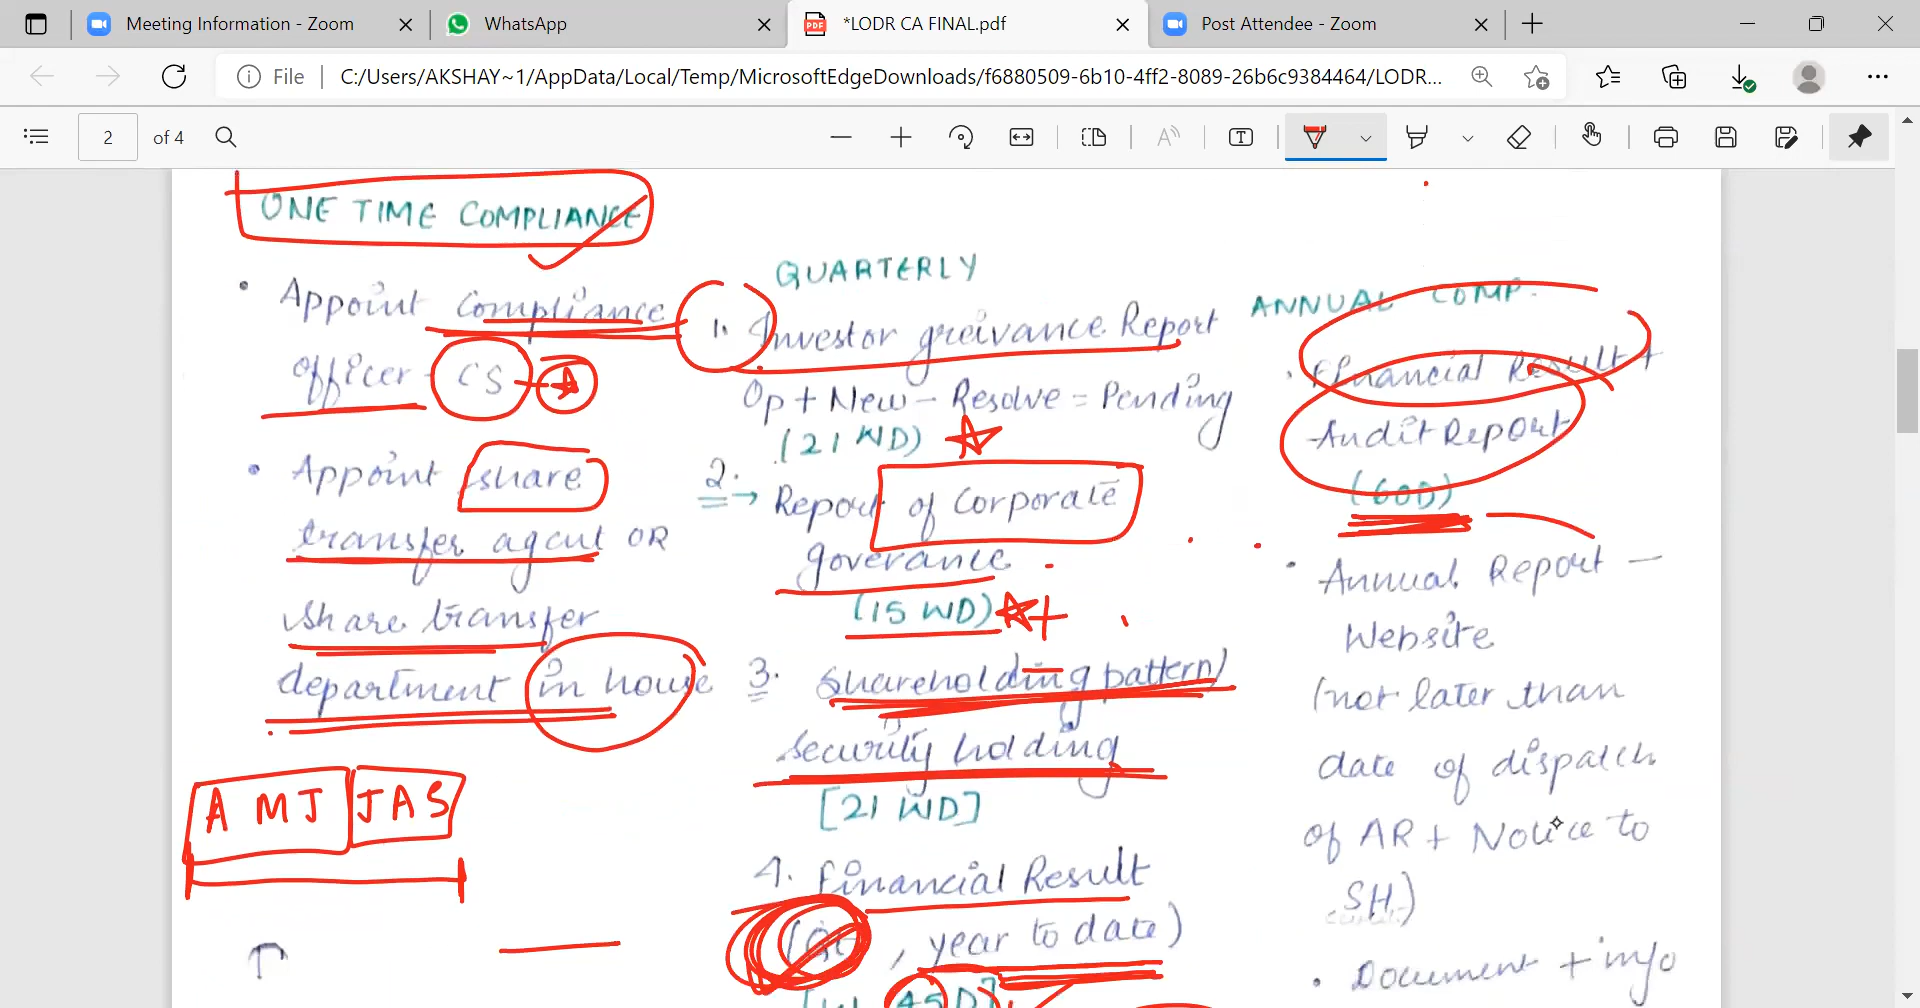 Meeting Information - Zoom
WhatsApp
*LODR CA FINAL.pdf
Post Attendee - Zoom
File
C:/Users/AKSHAY~1/AppData/Local/Temp/MicrosoftEdgeDownloads/f6880509-6b10-4ff2-8089-26b6c9384464/LODR...
2 of 4
ONE TIME COMPLIANCE
• Appoint Compliance
officer - CS
• Appoint share
transfer agent OR
share transfer
department in house
A M J J A S
QUARTERLY
1. Investor greivance Report
Op + New - Resolve = Pending
(21 WD)
2. → Report of Corporate
goverance
(15 WD)
3. Shareholding pattern/
security holding
[21 WD]
4. Financial Result
, year to date)
45D]
ANNUAL COMP.
• Financial Result +
Audit Report
(60D)
• Annual Report —
Website
(not later than
date of dispatch
of AR + Notice to
SH)
• Document + info